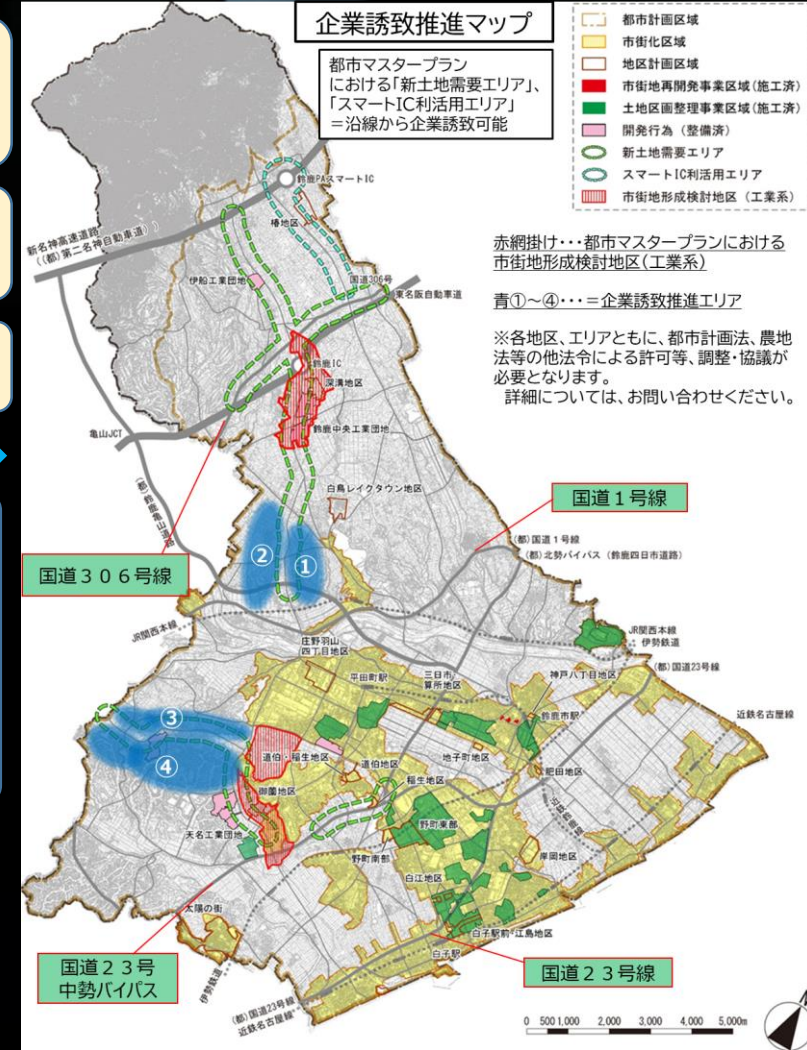 企業誘致推進マップ
都市マスタープラン
における「新土地需要エリア」、
「スマートIC利活用エリア」
＝沿線から企業誘致可能
都市計画区域
市街化区域
地区計画区域
市街地再開発事業区域(施工済)
土地区画整理事業区域(施工済)
開発行為（整備済）
新土地需要エリア
スマートIC利活用エリア
市街地形成検討地区（工業系）
赤網掛け･･･都市マスタープランにおける
市街地形成検討地区(工業系)
青①～④･･･＝企業誘致推進エリア
※各地区、エリアともに、都市計画法、農地
法等の他法令による許可等、調整・協議が
必要となります。
詳細については、お問い合わせください。
鈴鹿PAスマートIC
新名神高速道路
((都)第二名神自動車道))
椿地区
伊船工業団地
国道306号
東名阪自動車道
鈴鹿IC
深溝地区
鈴鹿中央工業団地
亀山JCT
(都)鈴鹿亀山道路
白鳥レイクタウン地区
国道１号線
(都)国道１号線
(都)北勢バイパス（鈴鹿四日市道路）
②
①
国道３０６号線
JR関西本線
庄野羽山
四丁目地区
JR関西本線
伊勢鉄道
(都)国道23号線
平田町駅
三日市
算所地区
神戸八丁目地区
鈴鹿市駅
近鉄名古屋線
③
④
道伯・稲生地区
道伯地区
地子町地区
肥田地区
稲生地区
御薗地区
近鉄鈴鹿線
天名工業団地
野町東部
野町南部
岸岡地区
白江地区
太陽の街
白子駅前・江島地区
白子駅
国道２３号
中勢バイパス
伊勢鉄道
国道２３号線
(都)国道23号線
近鉄名古屋線
0 500 1,000 2,000 3,000 4,000 5,000m